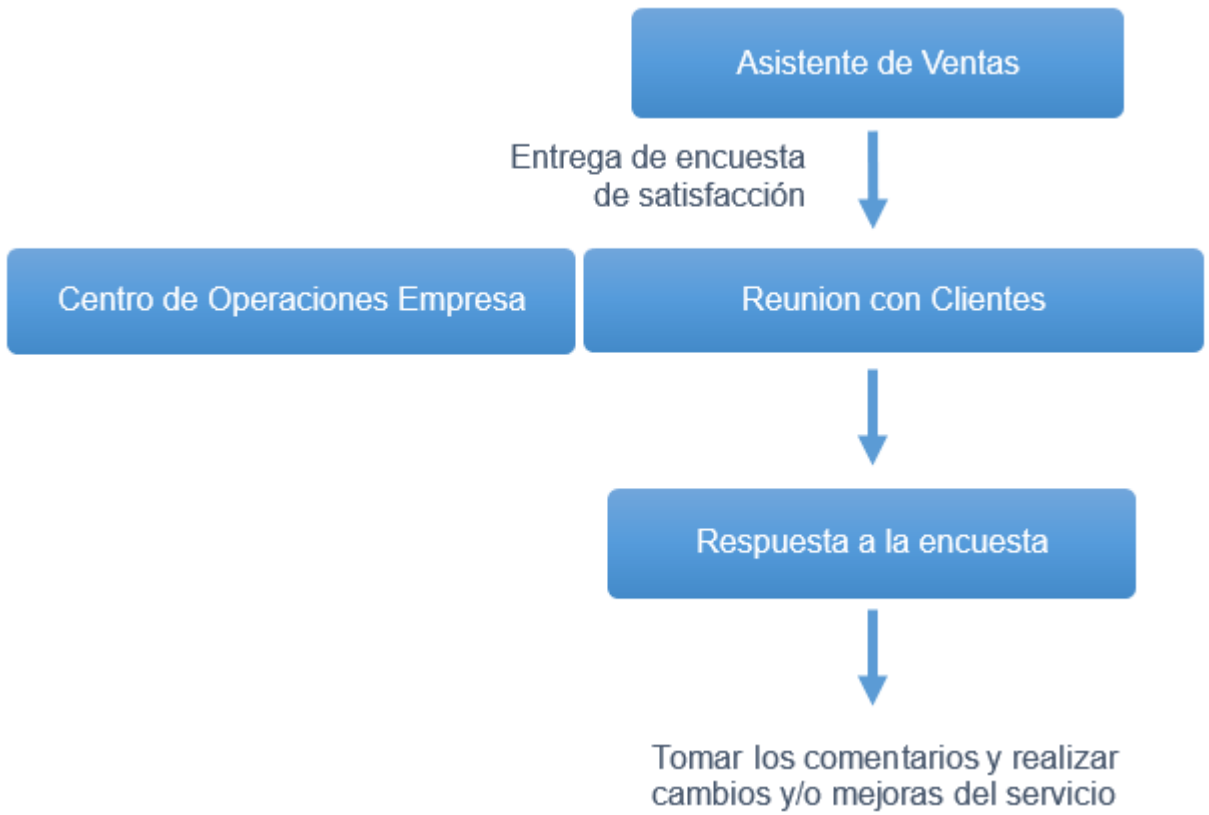 Asistente de Ventas
Entrega de encuesta
de satisfacción
Centro de Operaciones Empresa
Reunion con Clientes
Respuesta a la encuesta
Tomar los comentarios y realizar
cambios y/o mejoras del servicio